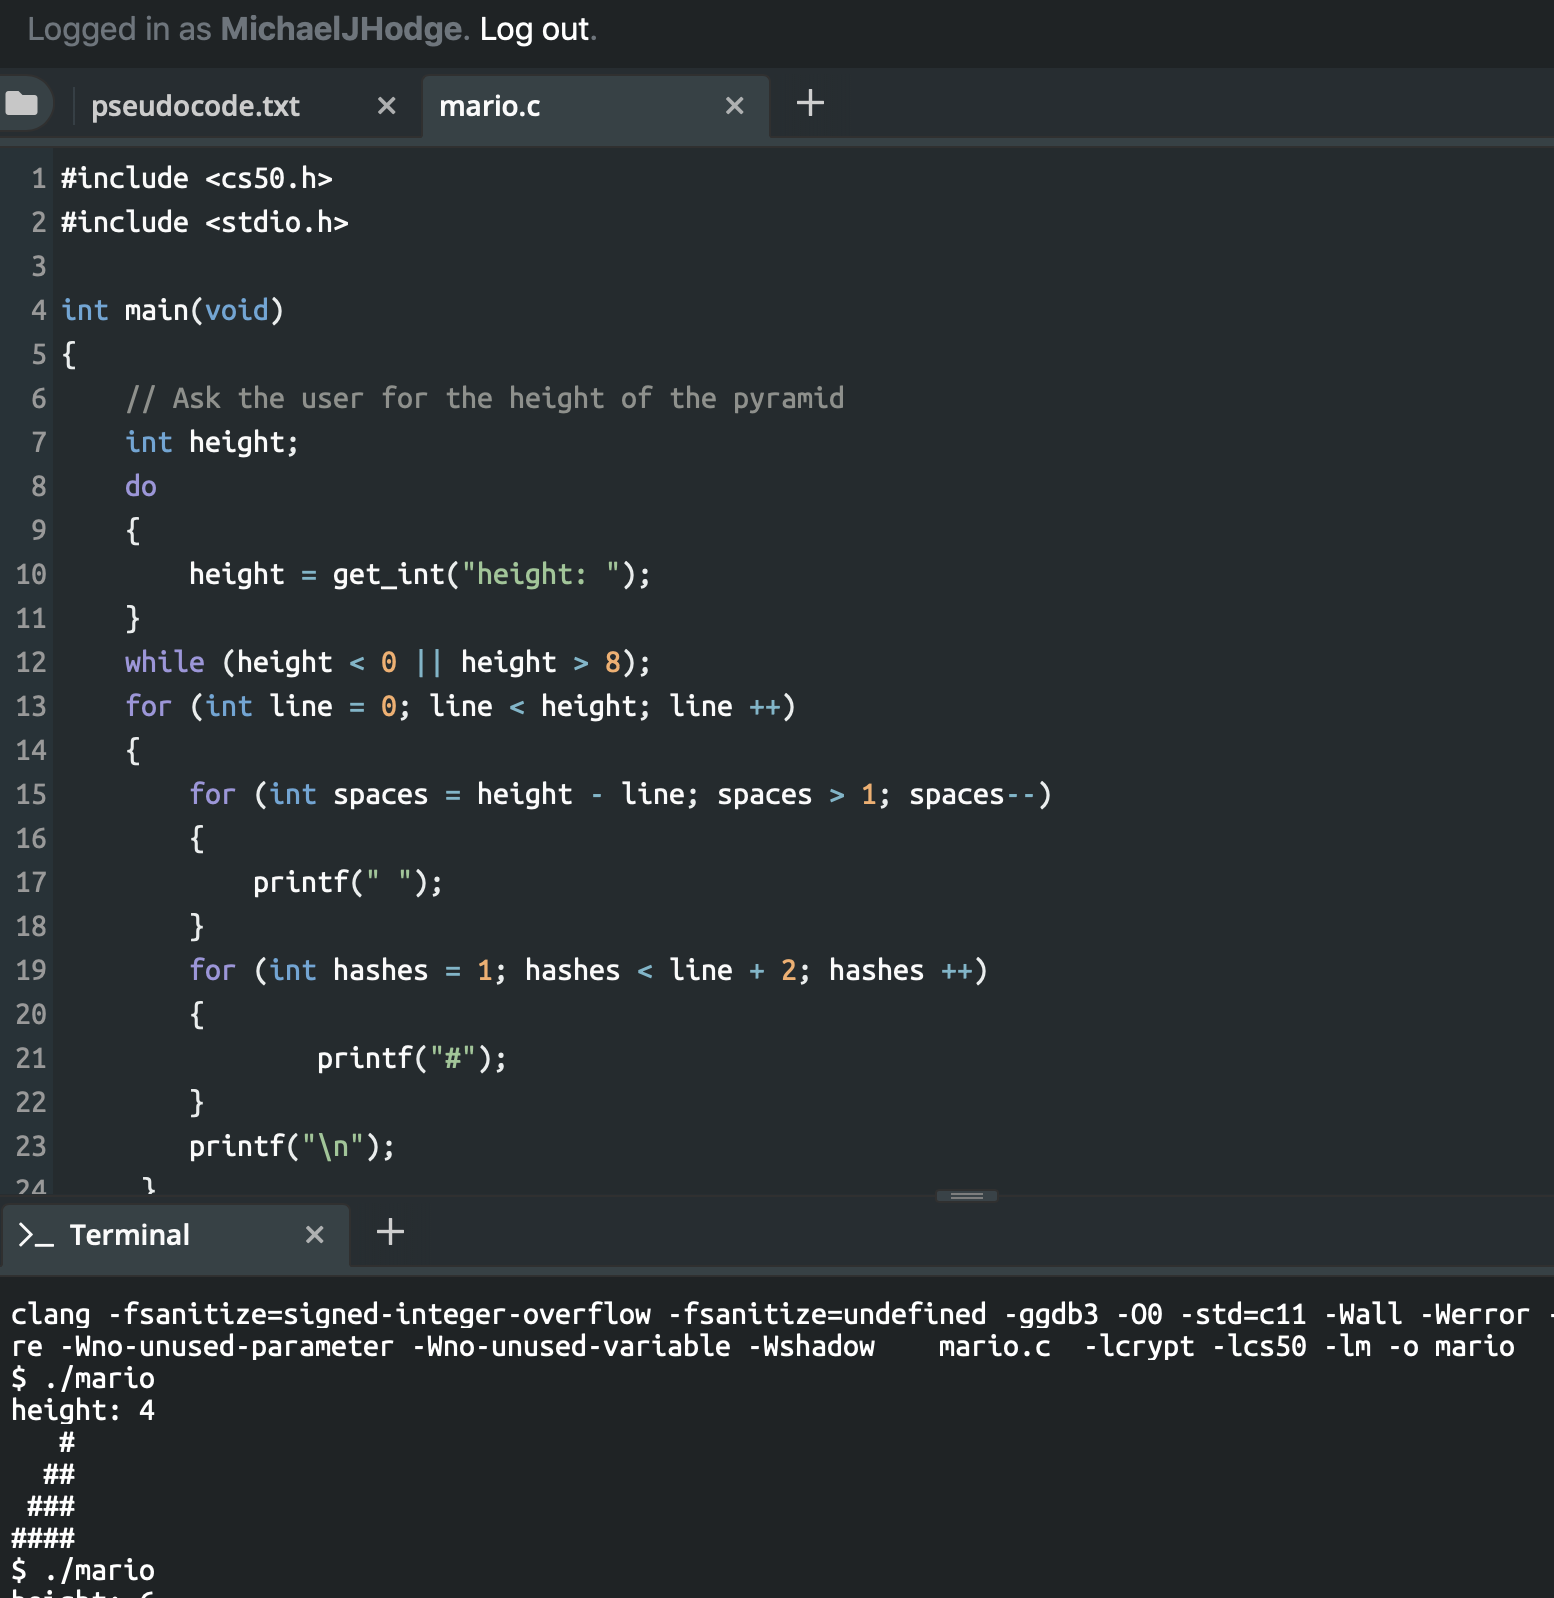 Logged in as MichaelJHodge. Log out.
pseudocode.txt × mario.c × +
1 #include <cs50.h>
2 #include <stdio.h>
3
4 int main(void)
5 {
6     // Ask the user for the height of the pyramid
7     int height;
8     do
9     {
10         height = get_int("height: ");
11     }
12     while (height < 0 || height > 8);
13     for (int line = 0; line < height; line ++)
14     {
15         for (int spaces = height - line; spaces > 1; spaces--)
16         {
17             printf(" ");
18         }
19         for (int hashes = 1; hashes < line + 2; hashes ++)
20         {
21                 printf("#");
22         }
23         printf("\n");
24      }
>_ Terminal × +
clang -fsanitize=signed-integer-overflow -fsanitize=undefined -ggdb3 -O0 -std=c11 -Wall -Werror -
re -Wno-unused-parameter -Wno-unused-variable -Wshadow    mario.c  -lcrypt -lcs50 -lm -o mario
$ ./mario
height: 4
   #
  ##
 ###
####
$ ./mario
height: 6